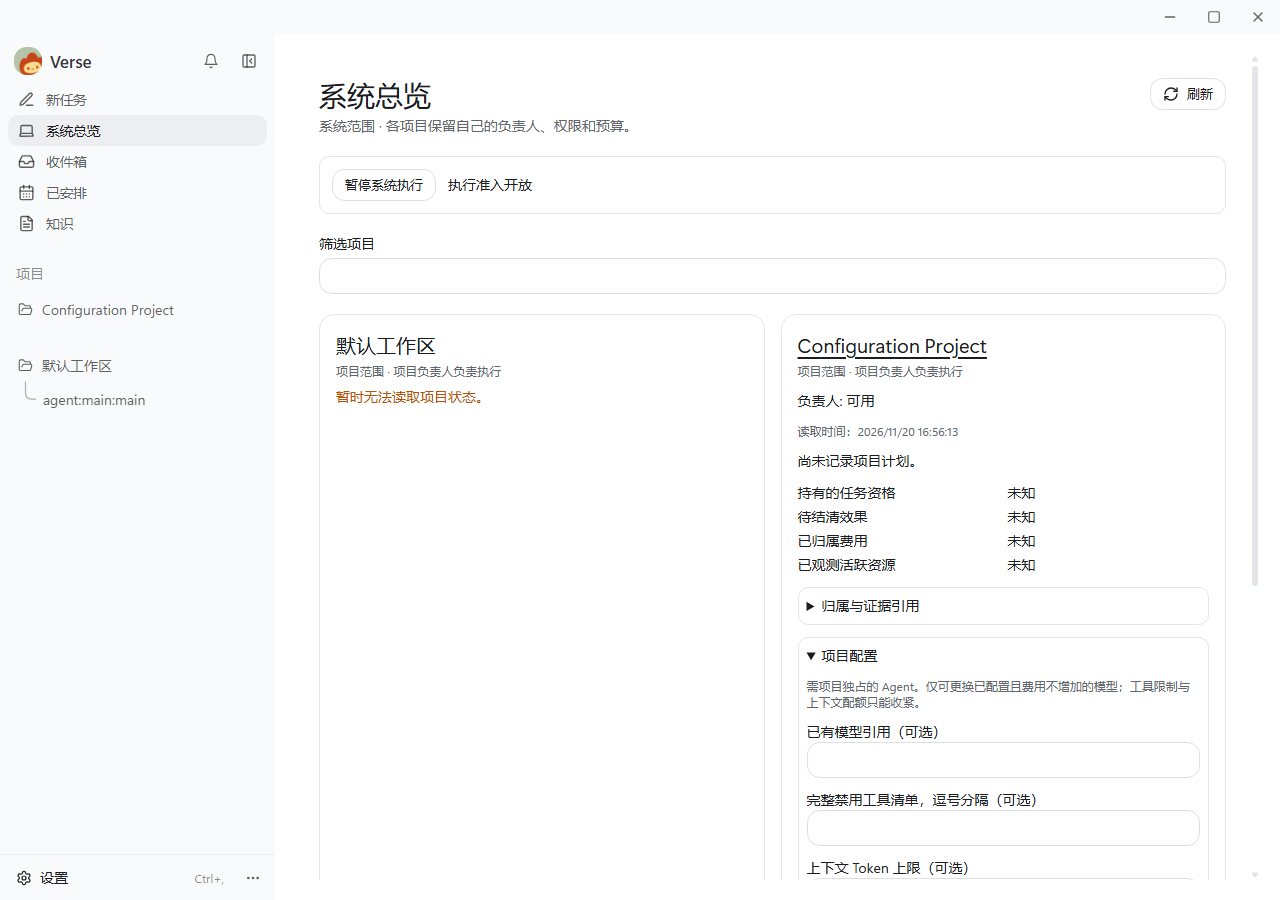 Verse
新任务
系统总览
收件箱
已安排
知识
项目
Configuration Project
默认工作区
agent:main:main
设置
Ctrl+,
系统总览
刷新
系统范围 · 各项目保留自己的负责人、权限和预算。
暂停系统执行
执行准入开放
筛选项目
默认工作区
项目范围 · 项目负责人负责执行
暂时无法读取项目状态。
Configuration Project
项目范围 · 项目负责人负责执行
负责人: 可用
读取时间：2026/11/20 16:56:13
尚未记录项目计划。
持有的任务资格 未知
待结清效果 未知
已归属费用 未知
已观测活跃资源 未知
归属与证据引用
项目配置
需项目独占的 Agent。仅可更换已配置且费用不增加的模型；工具限制与
上下文配额只能收紧。
已有模型引用（可选）
完整禁用工具清单，逗号分隔（可选）
上下文 Token 上限（可选）